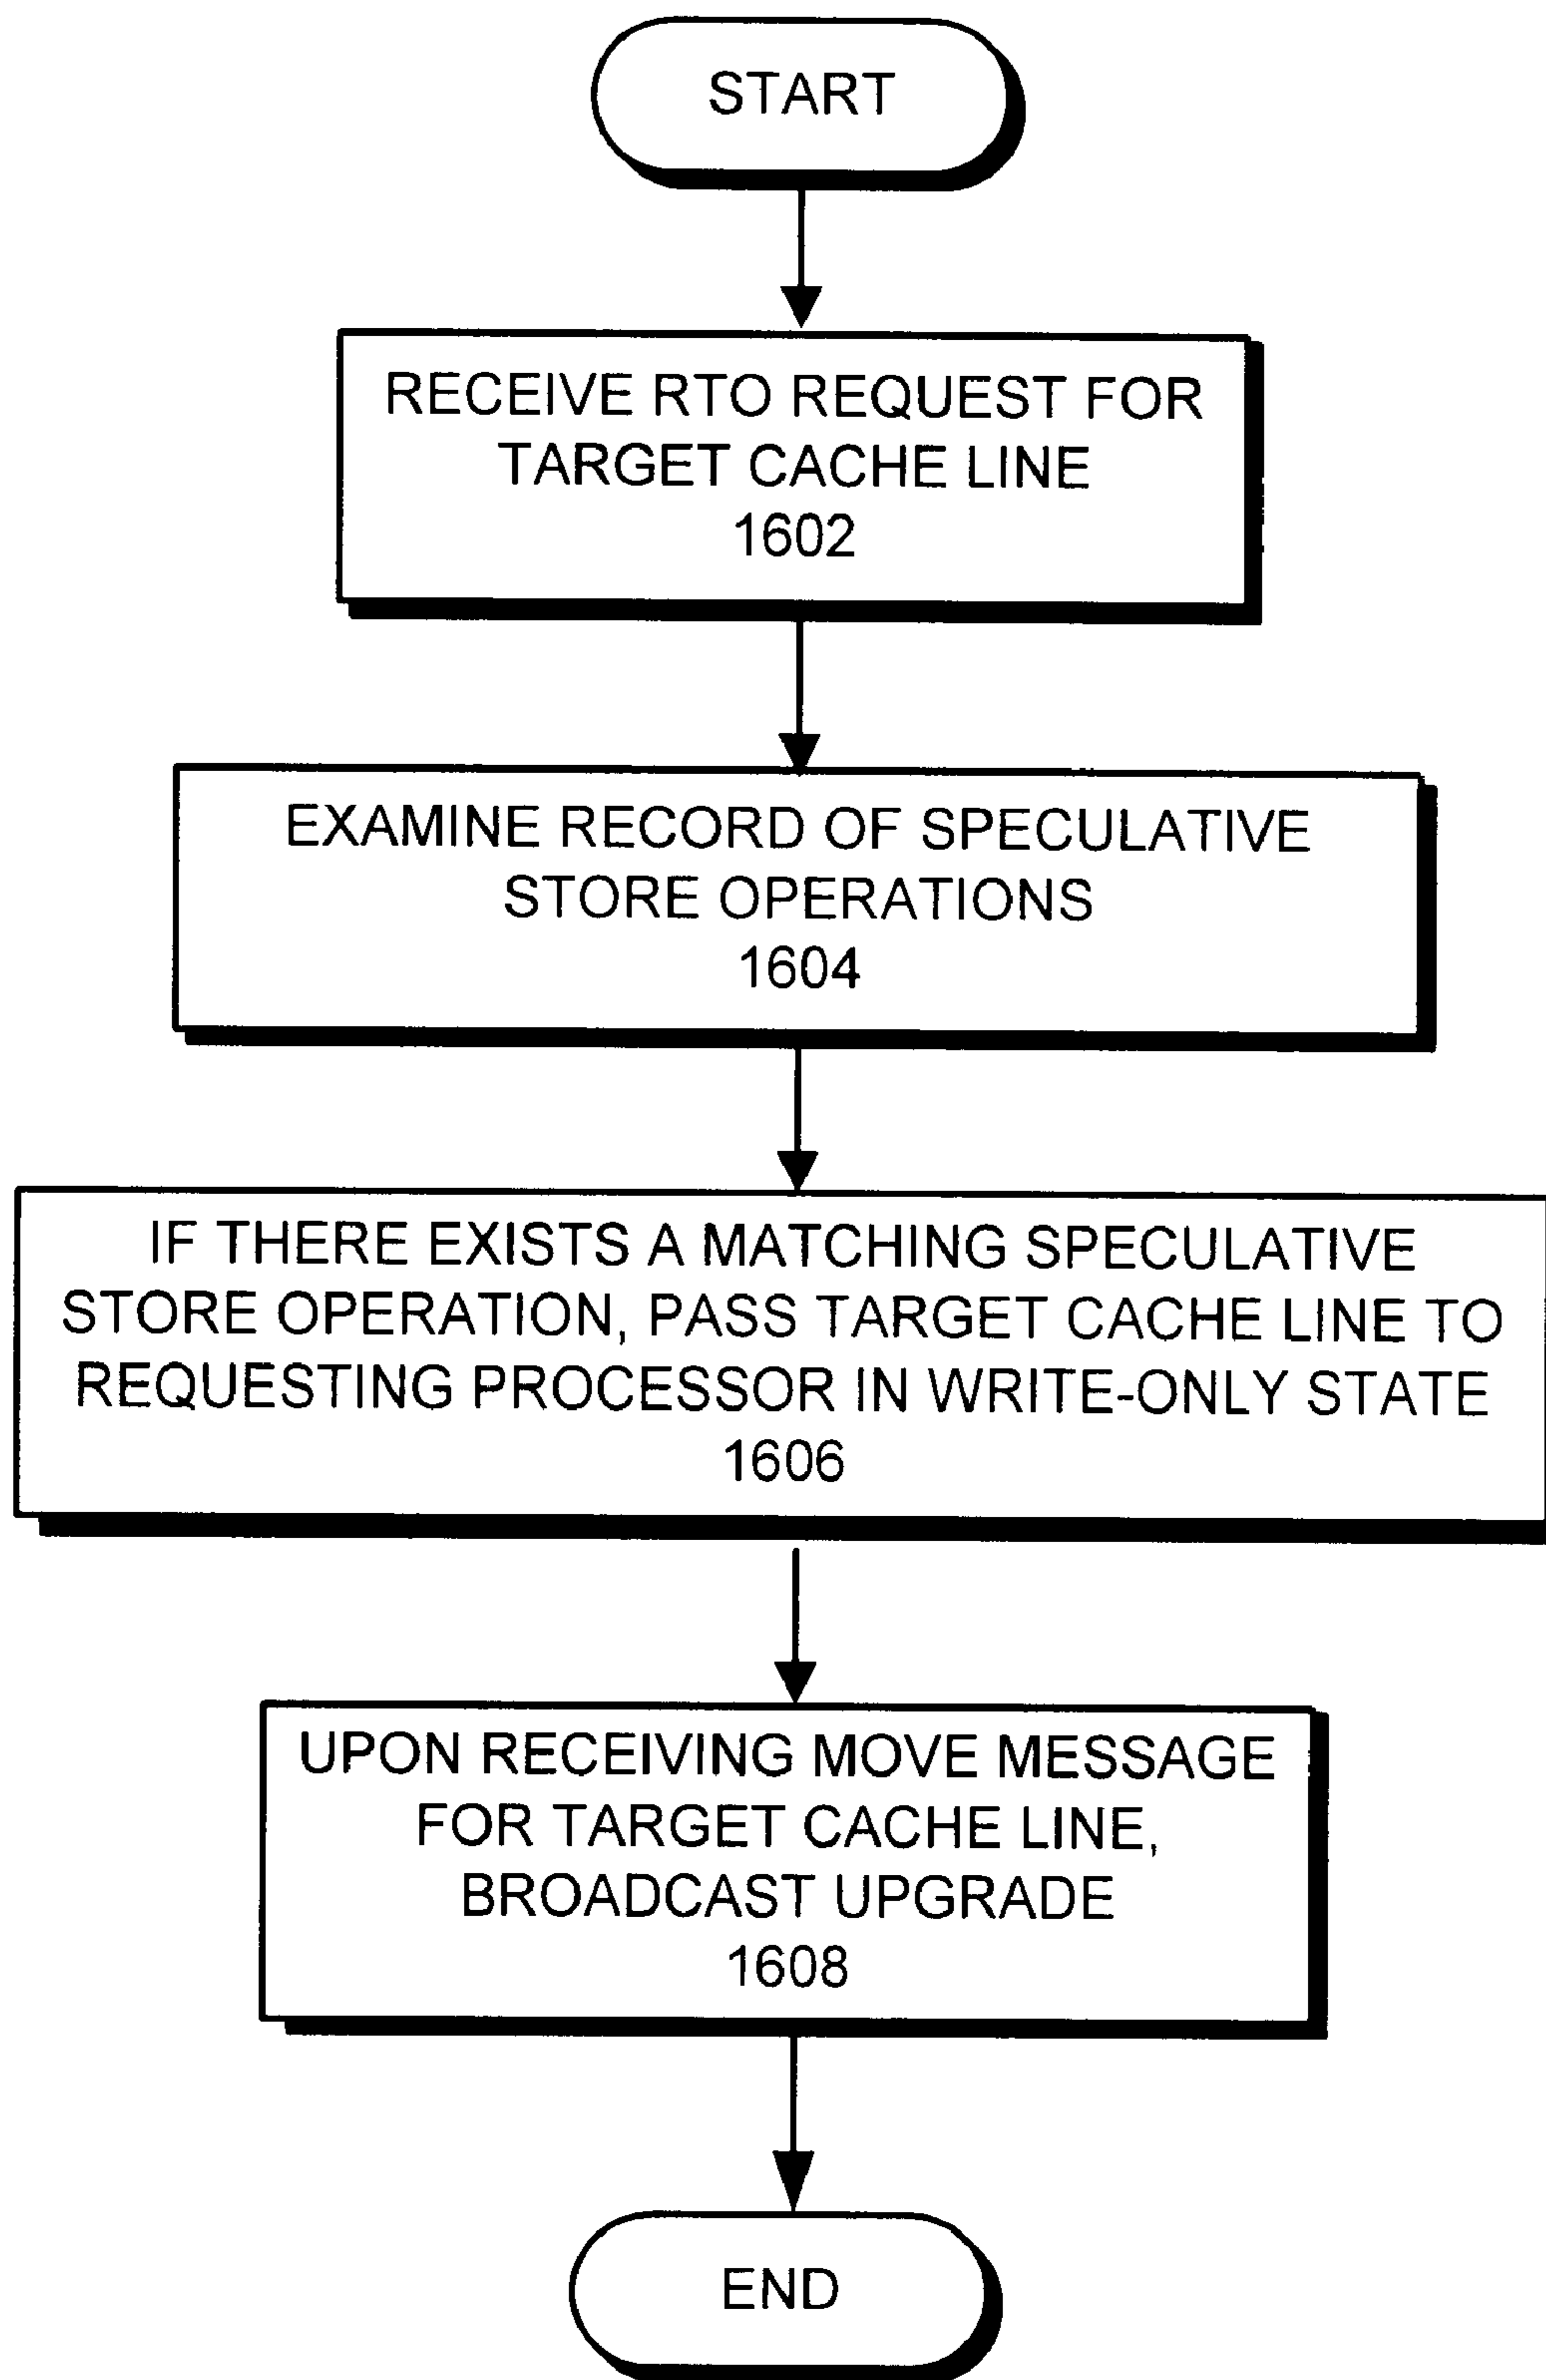 START
RECEIVE RTO REQUEST FOR
TARGET CACHE LINE
1602
EXAMINE RECORD OF SPECULATIVE
STORE OPERATIONS
1604
IF THERE EXISTS A MATCHING SPECULATIVE
STORE OPERATION, PASS TARGET CACHE LINE TO
REQUESTING PROCESSOR IN WRITE-ONLY STATE
1606
UPON RECEIVING MOVE MESSAGE
FOR TARGET CACHE LINE,
BROADCAST UPGRADE
1608
END